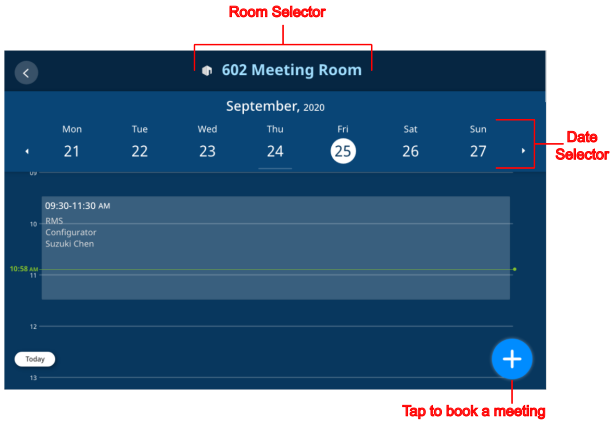 Room Selector
602 Meeting Room
September, 2020
Mon Tue Wed Thu Fri Sat Sun
21 22 23 24 25 26 27
Date
Selector
09
09:30-11:30 AM
10
RMS
Configurator
Suzuki Chen
10:58 AM
11
12
Today
13
Tap to book a meeting